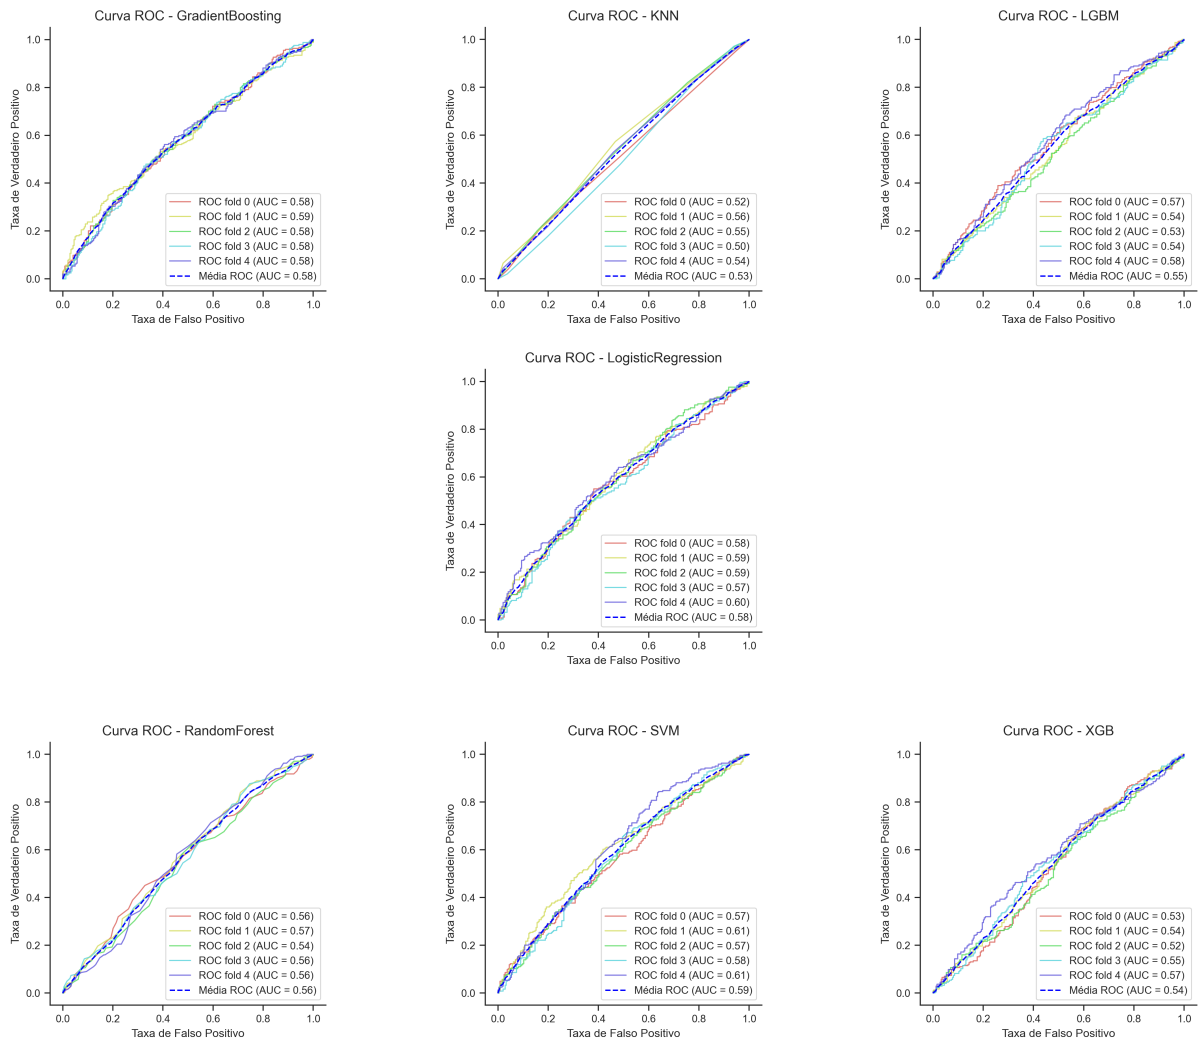 Curva ROC - GradientBoosting
Taxa de Verdadeiro Positivo
1.0
0.8
0.6
0.4
0.2
0.0
ROC fold 0 (AUC = 0.58)
ROC fold 1 (AUC = 0.59)
ROC fold 2 (AUC = 0.58)
ROC fold 3 (AUC = 0.58)
ROC fold 4 (AUC = 0.58)
Média ROC (AUC = 0.58)
0.0 0.2 0.4 0.6 0.8 1.0
Taxa de Falso Positivo
Curva ROC - KNN
Taxa de Verdadeiro Positivo
1.0
0.8
0.6
0.4
0.2
0.0
ROC fold 0 (AUC = 0.52)
ROC fold 1 (AUC = 0.56)
ROC fold 2 (AUC = 0.55)
ROC fold 3 (AUC = 0.50)
ROC fold 4 (AUC = 0.54)
Média ROC (AUC = 0.53)
0.0 0.2 0.4 0.6 0.8 1.0
Taxa de Falso Positivo
Curva ROC - LGBM
Taxa de Verdadeiro Positivo
1.0
0.8
0.6
0.4
0.2
0.0
ROC fold 0 (AUC = 0.57)
ROC fold 1 (AUC = 0.54)
ROC fold 2 (AUC = 0.53)
ROC fold 3 (AUC = 0.54)
ROC fold 4 (AUC = 0.58)
Média ROC (AUC = 0.55)
0.0 0.2 0.4 0.6 0.8 1.0
Taxa de Falso Positivo
Curva ROC - LogisticRegression
Taxa de Verdadeiro Positivo
1.0
0.8
0.6
0.4
0.2
0.0
ROC fold 0 (AUC = 0.58)
ROC fold 1 (AUC = 0.59)
ROC fold 2 (AUC = 0.59)
ROC fold 3 (AUC = 0.57)
ROC fold 4 (AUC = 0.60)
Média ROC (AUC = 0.58)
0.0 0.2 0.4 0.6 0.8 1.0
Taxa de Falso Positivo
Curva ROC - RandomForest
Taxa de Verdadeiro Positivo
1.0
0.8
0.6
0.4
0.2
0.0
ROC fold 0 (AUC = 0.56)
ROC fold 1 (AUC = 0.57)
ROC fold 2 (AUC = 0.54)
ROC fold 3 (AUC = 0.56)
ROC fold 4 (AUC = 0.56)
Média ROC (AUC = 0.56)
0.0 0.2 0.4 0.6 0.8 1.0
Taxa de Falso Positivo
Curva ROC - SVM
Taxa de Verdadeiro Positivo
1.0
0.8
0.6
0.4
0.2
0.0
ROC fold 0 (AUC = 0.57)
ROC fold 1 (AUC = 0.61)
ROC fold 2 (AUC = 0.57)
ROC fold 3 (AUC = 0.58)
ROC fold 4 (AUC = 0.61)
Média ROC (AUC = 0.59)
0.0 0.2 0.4 0.6 0.8 1.0
Taxa de Falso Positivo
Curva ROC - XGB
Taxa de Verdadeiro Positivo
1.0
0.8
0.6
0.4
0.2
0.0
ROC fold 0 (AUC = 0.53)
ROC fold 1 (AUC = 0.54)
ROC fold 2 (AUC = 0.52)
ROC fold 3 (AUC = 0.55)
ROC fold 4 (AUC = 0.57)
Média ROC (AUC = 0.54)
0.0 0.2 0.4 0.6 0.8 1.0
Taxa de Falso Positivo